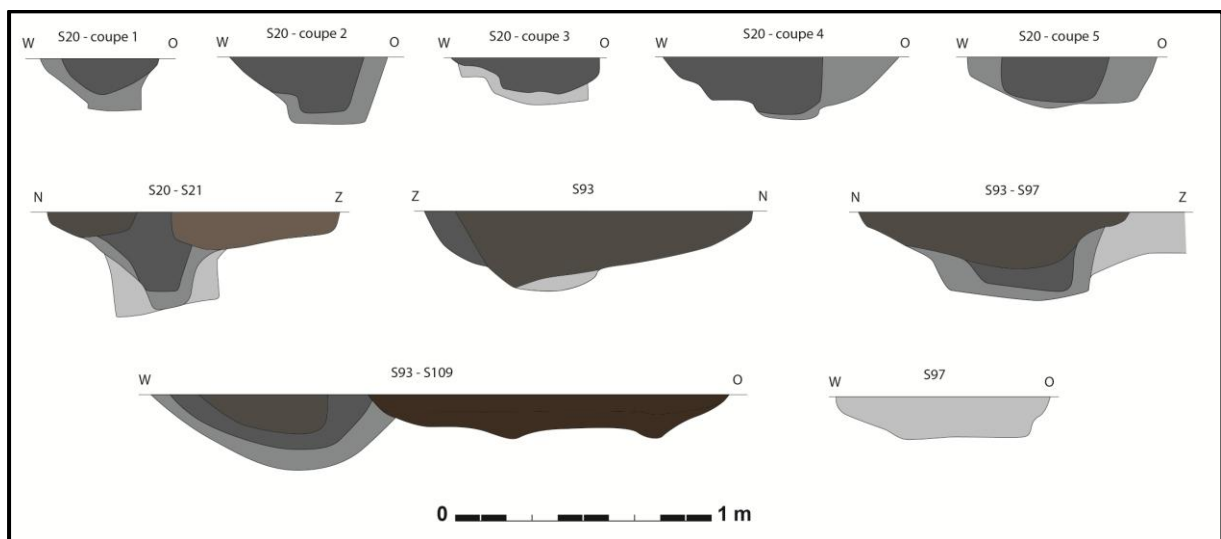 S20 - coupe 1
W O
S20 - coupe 2
W O
S20 - coupe 3
W O
S20 - coupe 4
W O
S20 - coupe 5
W O
S20 - S21
N Z
S93
Z N
S93 - S97
N Z
S93 - S109
W O
S97
W O
0 1 m